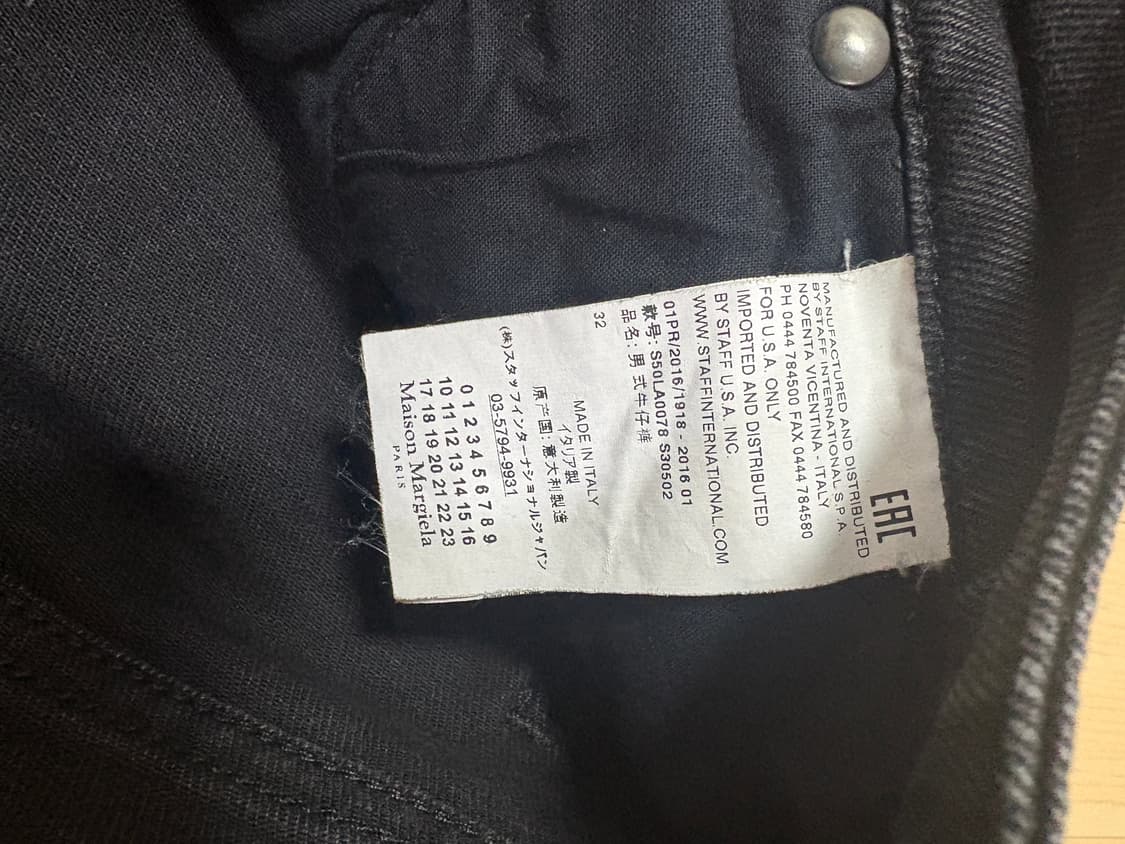 EAC
MANUFACTURED AND DISTRIBUTED
BY STAFF INTERNATIONAL S.P.A.
NOVENTA VICENTINA - ITALY
PH 0444 784500 FAX 0444 784580
FOR U.S.A. ONLY
IMPORTED AND DISTRIBUTED
BY STAFF U.S.A. INC.
WWW.STAFFINTERNATIONAL.COM
01PR/2016/1918 - 2016 01
款号: S50LA0078 S30502
品名: 男 式牛仔裤
32
MADE IN ITALY
イタリア製
原产国: 意大利製造
(株)スタッフインターナショナルジャパン
03-5794-9931
0 1 2 3 4 5 6 7 8 9
10 11 12 13 14 15 16
17 18 19 20 21 22 23
Maison Margiela
PARIS